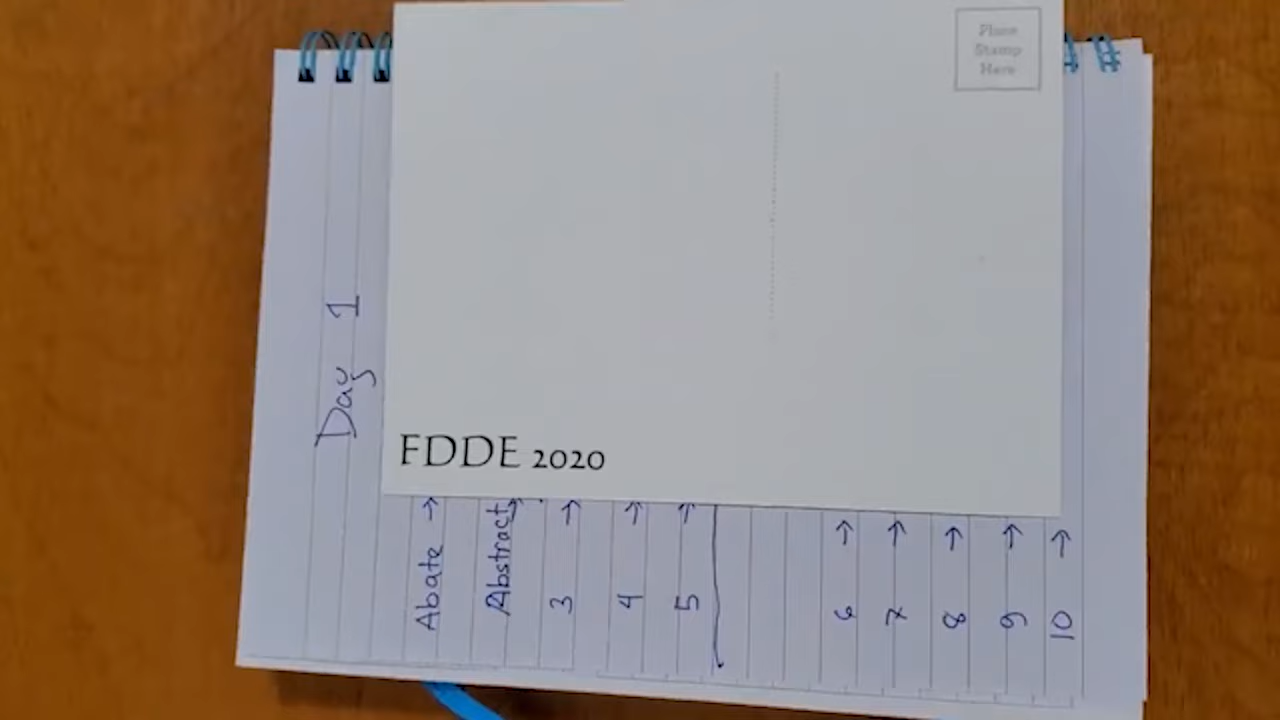 Place
Stamp
Here
FDDE 2020
Day 1
Abate →
Abstract →
3 →
4 →
5 →
6 →
7 →
8 →
9 →
10 →